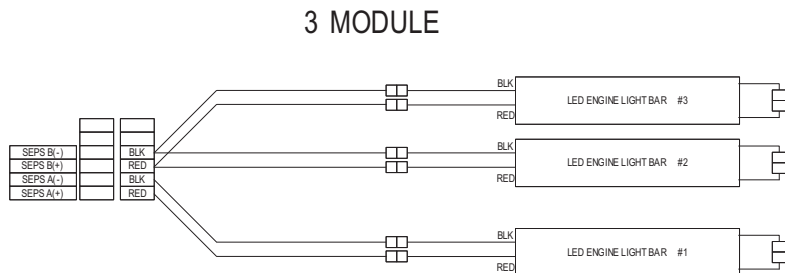 3 MODULE
BLK
LED ENGINE LIGHT BAR #3
RED
SEPS B(-) BLK
SEPS B(+) RED
SEPS A(-) BLK
SEPS A(+) RED
BLK
LED ENGINE LIGHT BAR #2
RED
BLK
LED ENGINE LIGHT BAR #1
RED